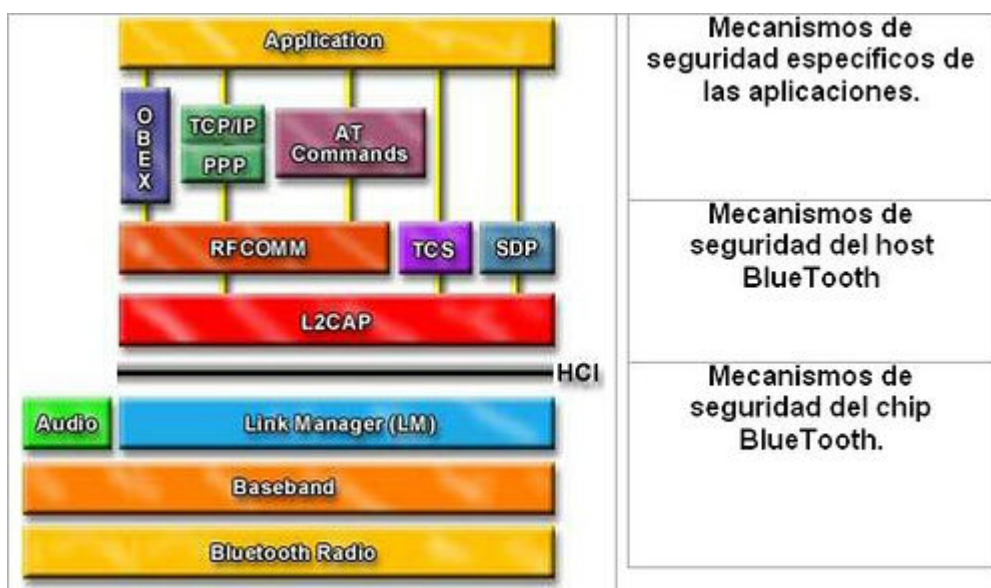 Application
OBEX
TCP/IP
PPP
AT
Commands
RFCOMM
TCS
SDP
L2CAP
HCI
Audio
Link Manager (LM)
Baseband
Bluetooth Radio
Mecanismos de
seguridad específicos de
las aplicaciones.
Mecanismos de
seguridad del host
BlueTooth
Mecanismos de
seguridad del chip
BlueTooth.